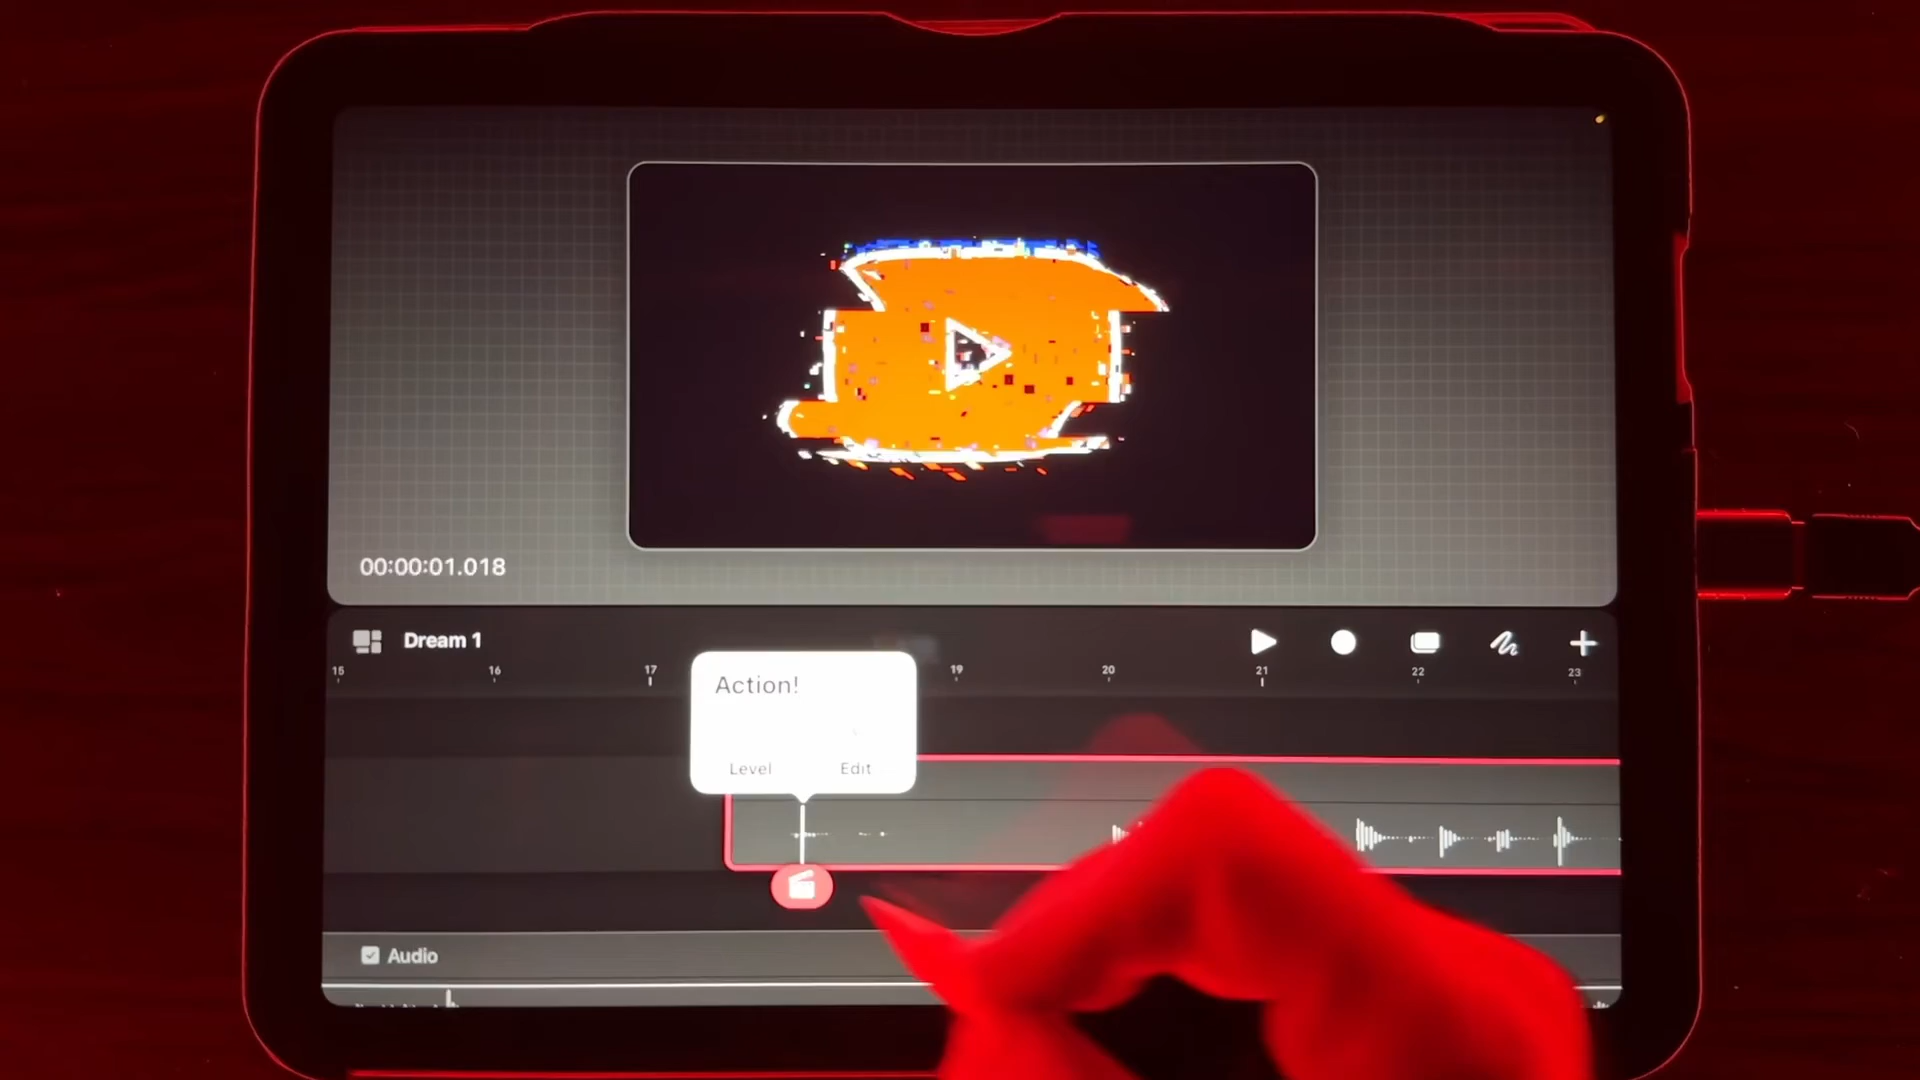 00:00:01.018
Dream 1
15 16 17 19 20 21 22 23
Action!
Level Edit
Audio